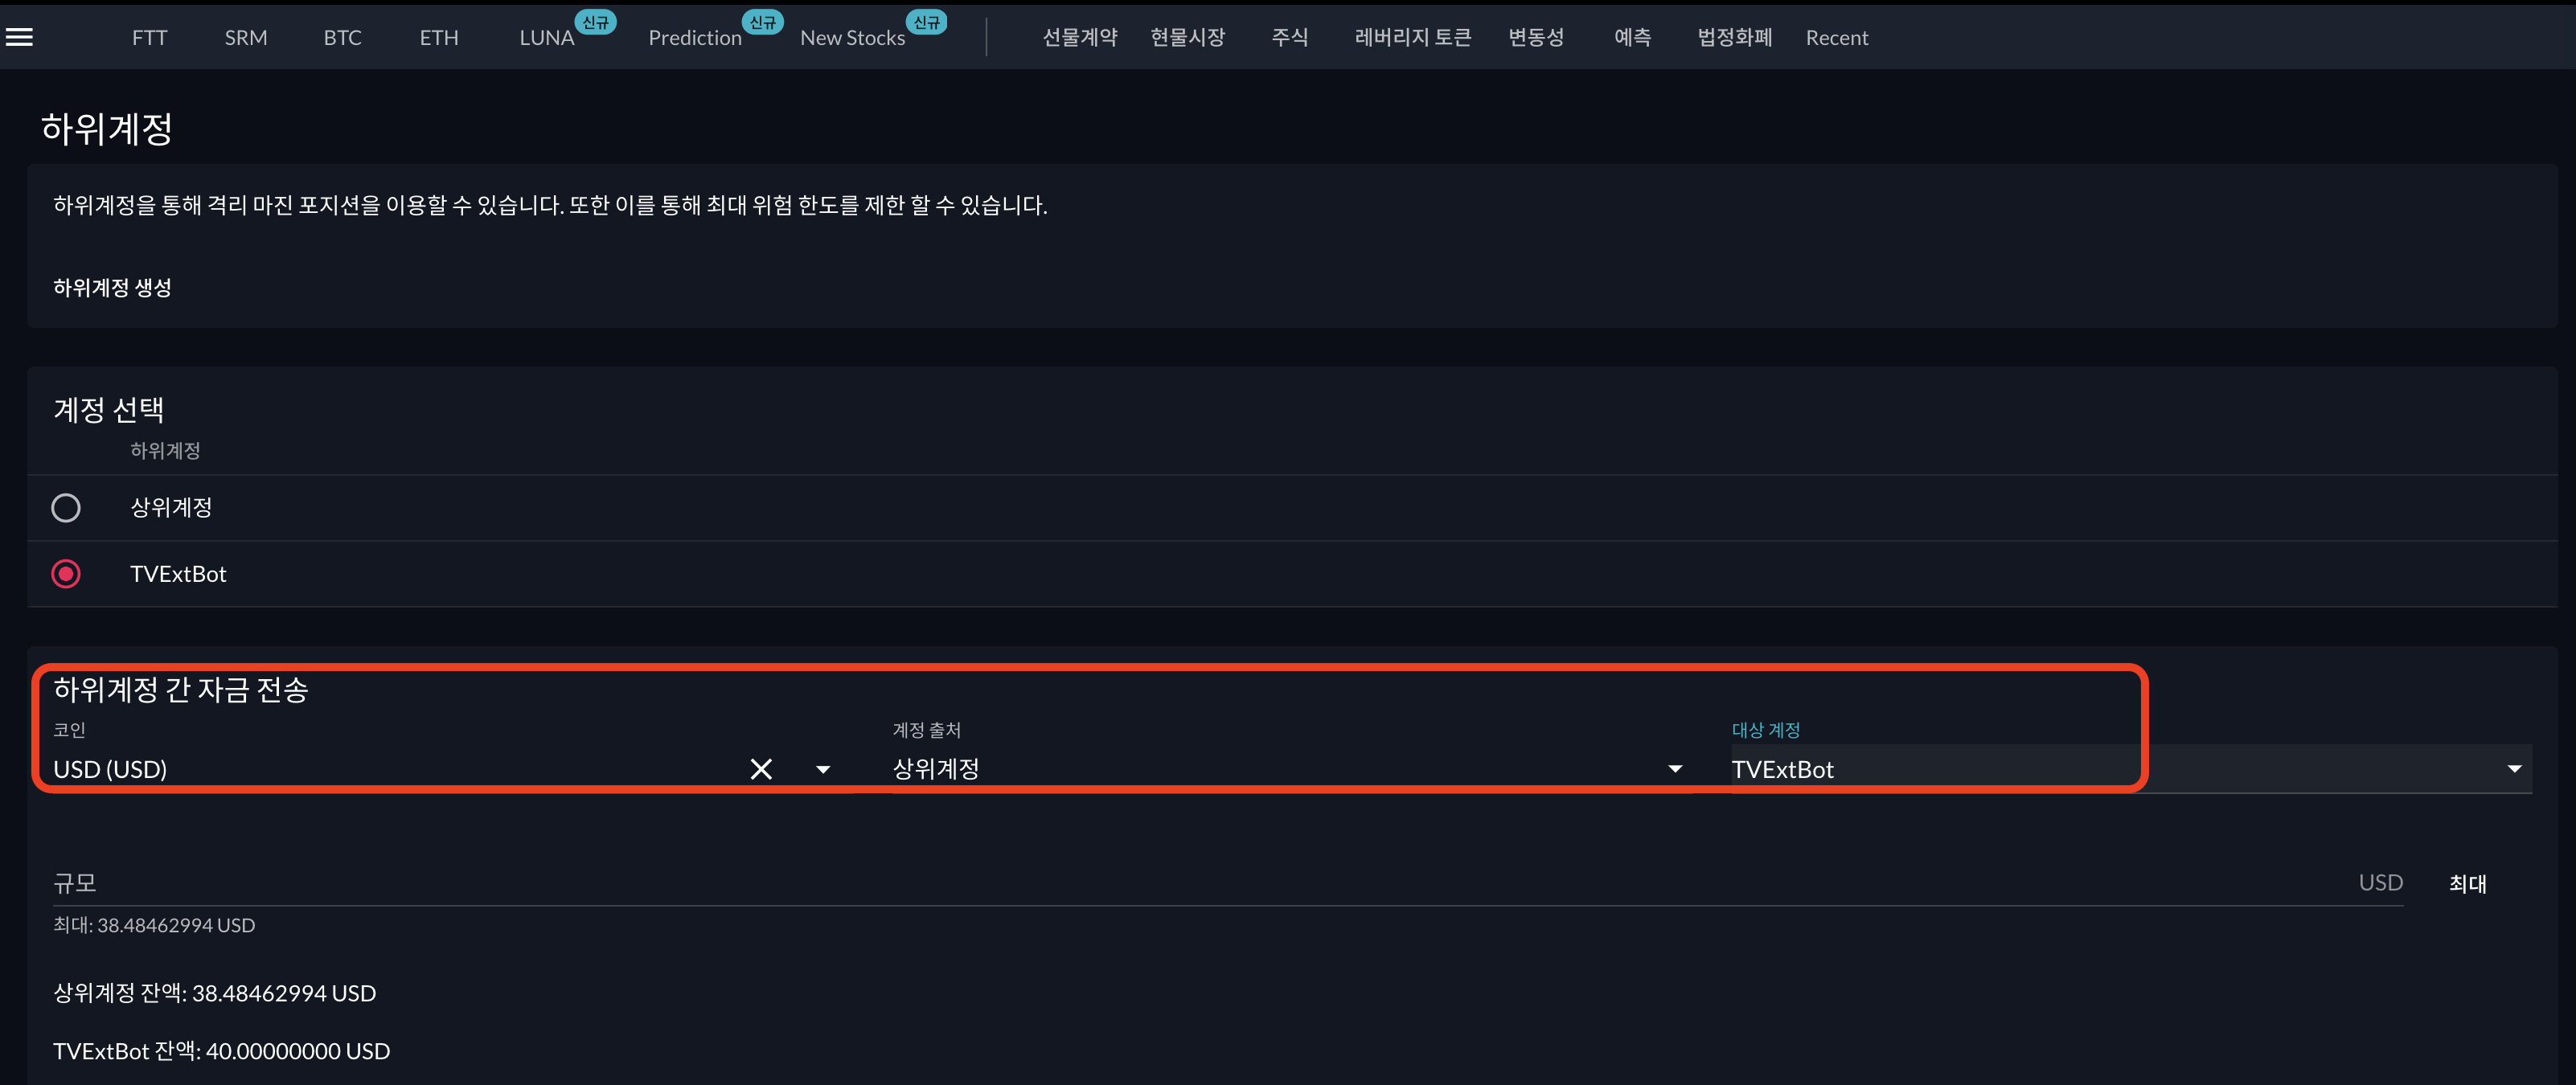 FTT SRM BTC ETH LUNA 신규 Prediction 신규 New Stocks 신규 선물계약 현물시장 주식 레버리지 토큰 변동성 예측 법정화폐 Recent
하위계정
하위계정을 통해 격리 마진 포지션을 이용할 수 있습니다. 또한 이를 통해 최대 위험 한도를 제한 할 수 있습니다.
하위계정 생성
계정 선택
하위계정
상위계정
TVExtBot
하위계정 간 자금 전송
코인 계정 출처 대상 계정
USD (USD) 상위계정 TVExtBot
규모 USD 최대
최대: 38.48462994 USD
상위계정 잔액: 38.48462994 USD
TVExtBot 잔액: 40.00000000 USD